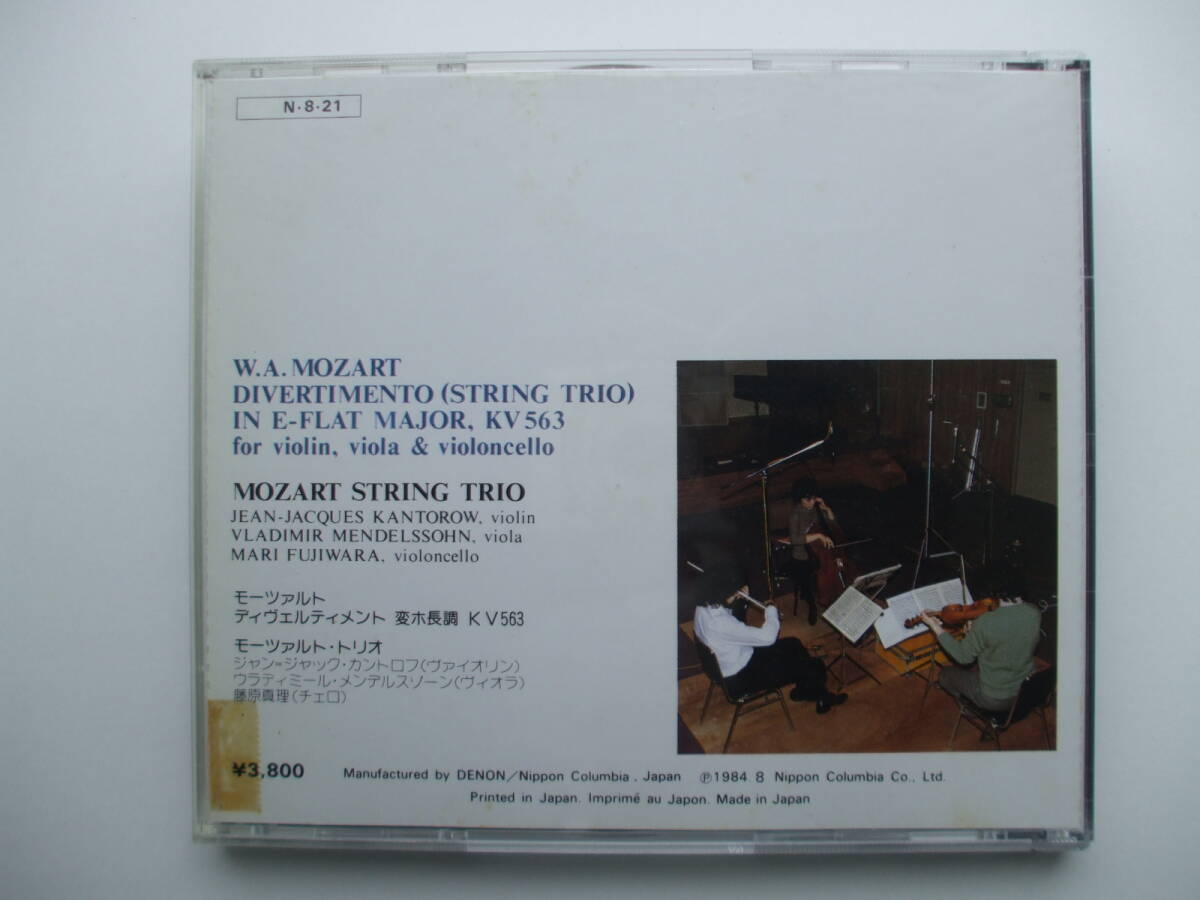 N·8·21
W.A. MOZART
DIVERTIMENTO (STRING TRIO)
IN E-FLAT MAJOR, KV 563
for violin, viola & violoncello
MOZART STRING TRIO
JEAN-JACQUES KANTOROW, violin
VLADIMIR MENDELSSOHN, viola
MARI FUJIWARA, violoncello
モーツァルト
ディヴェルティメント 変ホ長調 KV563
モーツァルト・トリオ
ジャン=ジャック・カントロフ(ヴァイオリン)
ウラディミール・メンデルスゾーン(ヴィオラ)
藤原真理(チェロ)
¥3,800
Manufactured by DENON/Nippon Columbia, Japan ℗1984. 8 Nippon Columbia Co., Ltd.
Printed in Japan. Imprimé au Japon. Made in Japan